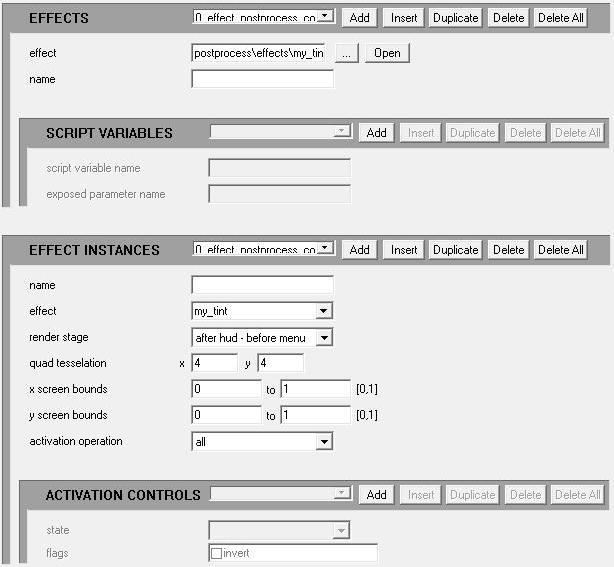 EFFECTS 0 effect_postprocess_co Add Insert Duplicate Delete Delete All
effect postprocess\effects\my_tin ... Open
name
SCRIPT VARIABLES Add Insert Duplicate Delete Delete All
script variable name
exposed parameter name
EFFECT INSTANCES 0 effect_postprocess_co Add Insert Duplicate Delete Delete All
name
effect my_tint
render stage after hud - before menu
quad tesselation x 4 y 4
x screen bounds 0 to 1 [0,1]
y screen bounds 0 to 1 [0,1]
activation operation all
ACTIVATION CONTROLS Add Insert Duplicate Delete Delete All
state
flags invert